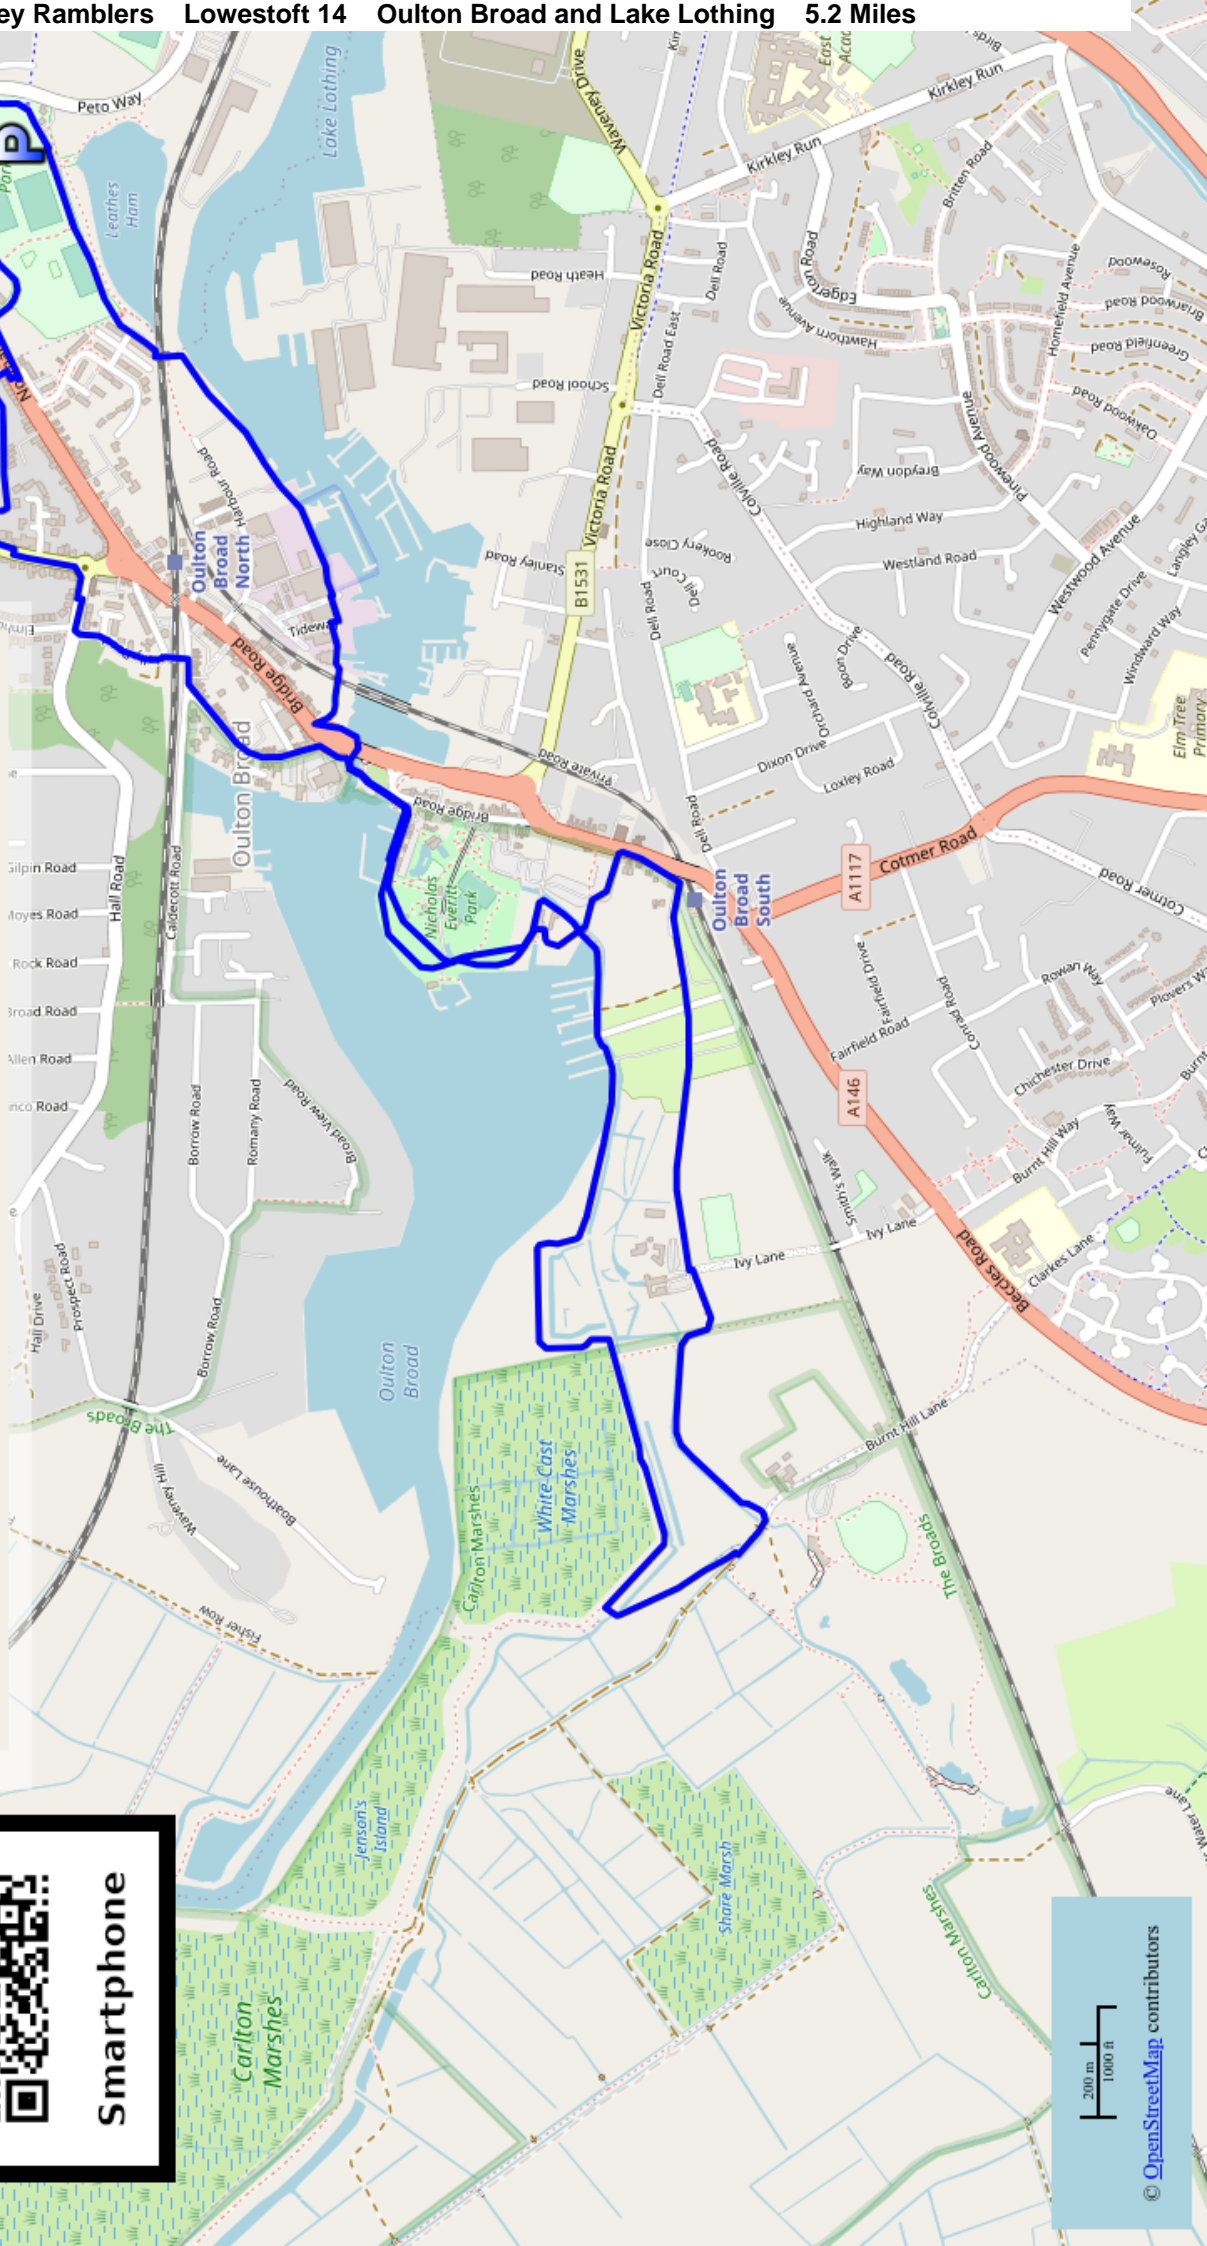 ey Ramblers Lowestoft 14 Oulton Broad and Lake Lothing 5.2 Miles
Peto Way
Lake Lothing
Leathes
Ham
P
Waveney Drive
Kirkley Run
Kirkley Run
Britten Road
Victoria Road
Heath Road
Dell Road
Edgerton Road
Hawthorn Avenue
Homefield Avenue
Rosewood
Briarwood Road
Greenfield Road
Oakwood Road
Victoria Road
School Road
Dell Road East
Pinewood Avenue
Pinewood Avenue
Colville Road
Breydon Way
Highland Way
Westland Road
Westwood Avenue
Pennygate Drive
Windward Way
Harbour Road
Oulton
Broad
North
Stanley Road
B1531
Rookery Close
Dell Court
Dell Road
Bridge Road
Orchard Avenue
Boon Drive
Colville Road
Elm Tree
Primary
Dixon Drive
Loxley Road
Private Road
Oulton Broad
Bridge Road
Dell Road
Nicholas
Everitt
Park
Oulton
Broad
South
A1117
Cotmer Road
Cotmer Road
Hall Road
Caldecott Road
Gilpin Road
Rock Road
Broad Road
Allen Road
Borrow Road
Romany Road
Broad View Road
Fairfield Drive
Fairfield Road
Conrad Road
Rowan Way
Chichester Drive
A146
Burnt Hill Way
Fulmar Way
Smith's Walk
Ivy Lane
Ivy Lane
Clarkes Lane
Beccles Road
Prospect Road
Hall Drive
Borrow Road
Oulton
Broad
The Broads
Waveney Hill
Boathouse Lane
Fisher Row
Carlton Marshes
White Cast
Marshes
Burnt Hill Lane
The Broads
Jenson's
Island
Share Marsh
Carlton Marshes
Carlton
Marshes
Water Lane
Smartphone
200 m
1000 ft
© OpenStreetMap contributors